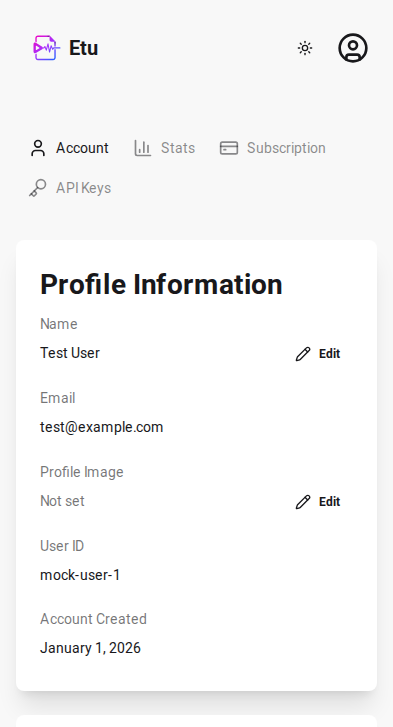 Etu
Account
Stats
Subscription
API Keys
Profile Information
Name
Test User
Edit
Email
test@example.com
Profile Image
Not set
Edit
User ID
mock-user-1
Account Created
January 1, 2026